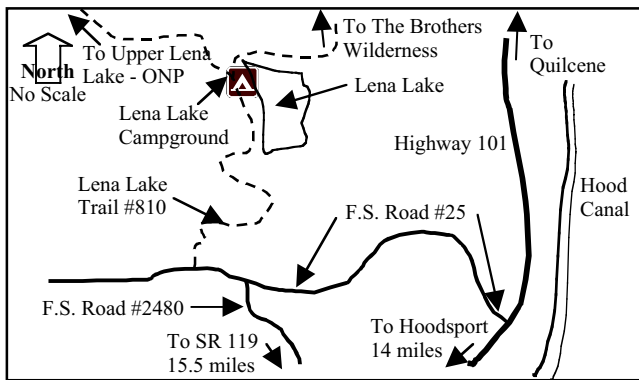 To The Brothers
Wilderness
To
Quilcene
To Upper Lena
Lake - ONP
North
No Scale
Lena Lake
Campground
Lena Lake
Highway 101
Hood
Canal
Lena Lake
Trail #810
F.S. Road #25
F.S. Road #2480
To SR 119
15.5 miles
To Hoodsport
14 miles